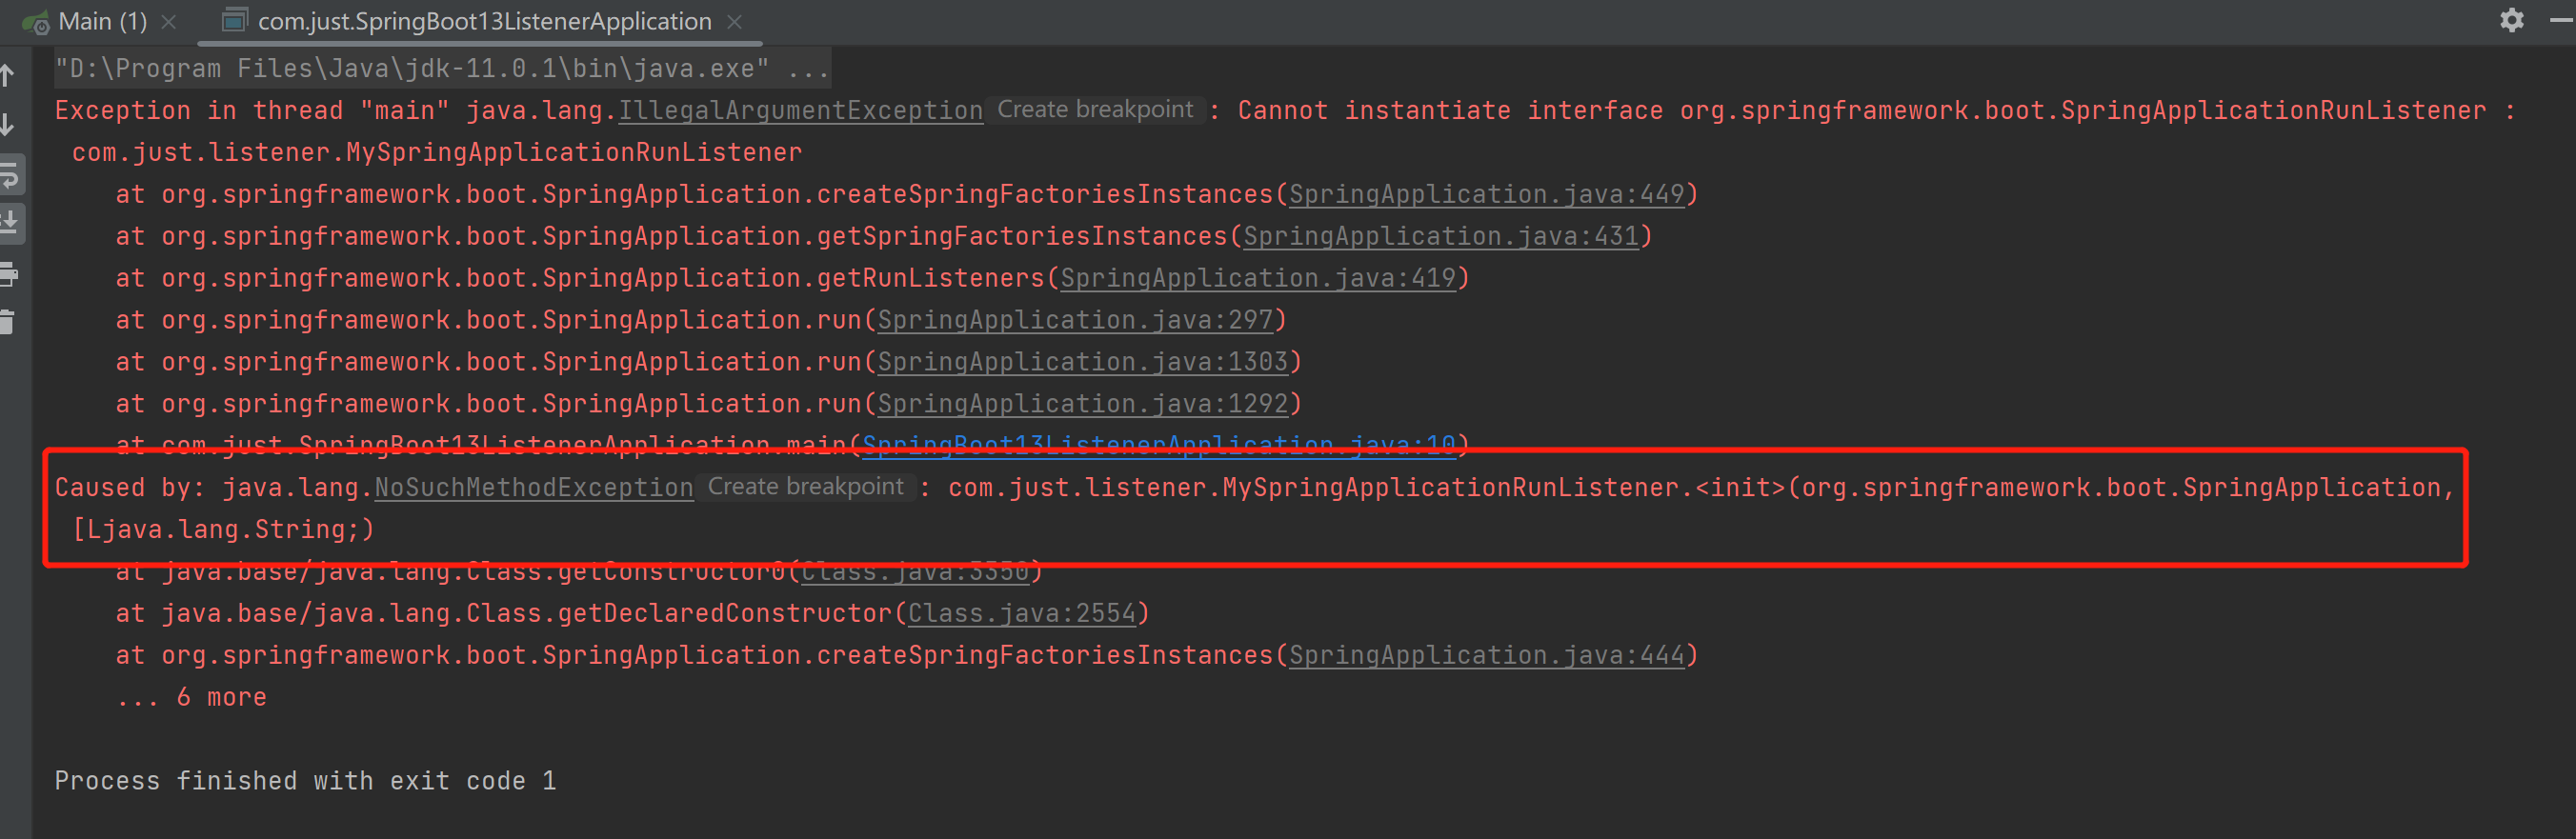 Main (1) com.just.SpringBoot13ListenerApplication
"D:\Program Files\Java\jdk-11.0.1\bin\java.exe" ...
Exception in thread "main" java.lang.IllegalArgumentException Create breakpoint : Cannot instantiate interface org.springframework.boot.SpringApplicationRunListener :
com.just.listener.MySpringApplicationRunListener
at org.springframework.boot.SpringApplication.createSpringFactoriesInstances(SpringApplication.java:449)
at org.springframework.boot.SpringApplication.getSpringFactoriesInstances(SpringApplication.java:431)
at org.springframework.boot.SpringApplication.getRunListeners(SpringApplication.java:419)
at org.springframework.boot.SpringApplication.run(SpringApplication.java:297)
at org.springframework.boot.SpringApplication.run(SpringApplication.java:1303)
at org.springframework.boot.SpringApplication.run(SpringApplication.java:1292)
at com.just.SpringBoot13ListenerApplication.main(SpringBoot13ListenerApplication.java:10)
Caused by: java.lang.NoSuchMethodException Create breakpoint : com.just.listener.MySpringApplicationRunListener.<init>(org.springframework.boot.SpringApplication,
[Ljava.lang.String;)
at java.base/java.lang.Class.getConstructor0(Class.java:3350)
at java.base/java.lang.Class.getDeclaredConstructor(Class.java:2554)
at org.springframework.boot.SpringApplication.createSpringFactoriesInstances(SpringApplication.java:444)
... 6 more
Process finished with exit code 1